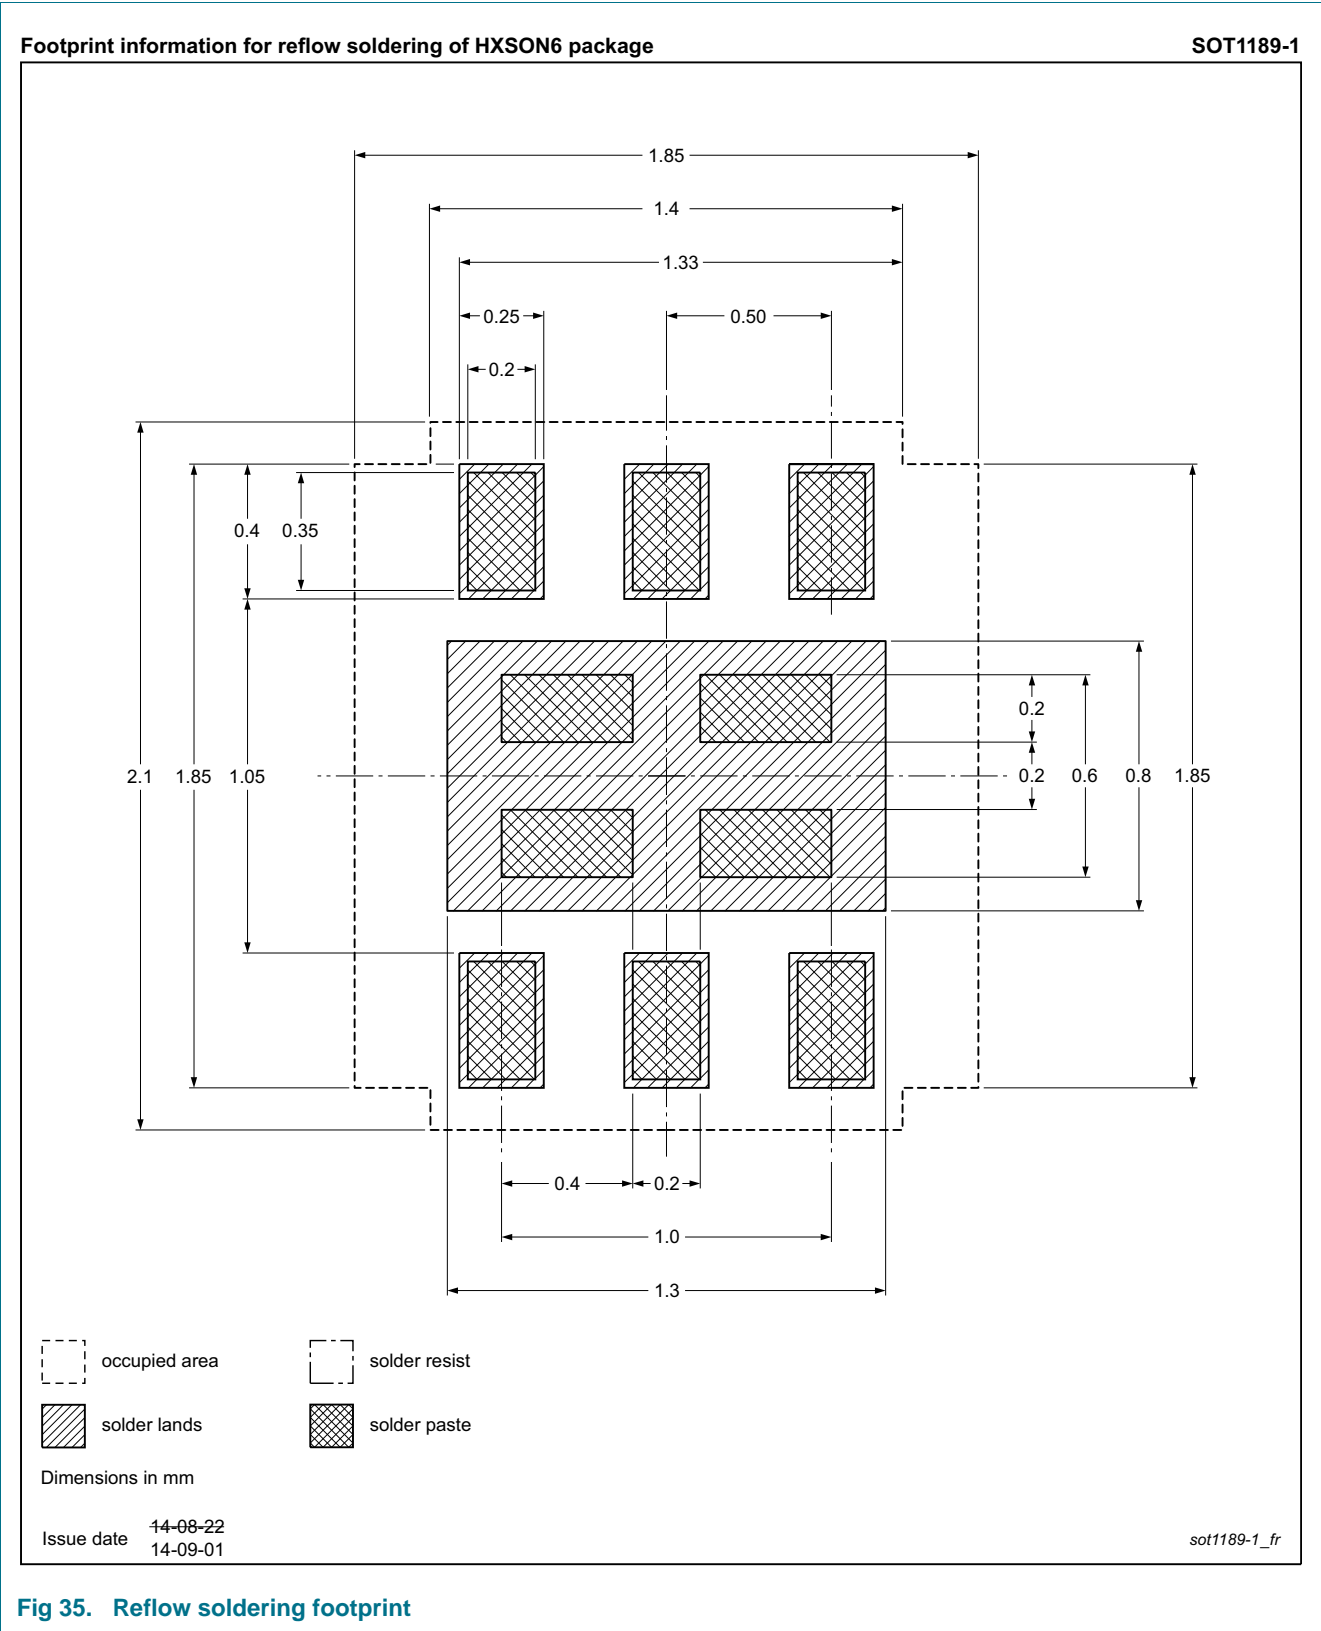 Footprint information for reflow soldering of HXSON6 package SOT1189-1
1.85
1.4
1.33
0.25 0.50
0.2
0.4 0.35
0.2
2.1 1.85 1.05 0.2 0.6 0.8 1.85
0.4 0.2
1.0
1.3
occupied area solder resist
solder lands solder paste
Dimensions in mm
Issue date 14-08-22
14-09-01
sot1189-1_fr
Fig 35. Reflow soldering footprint